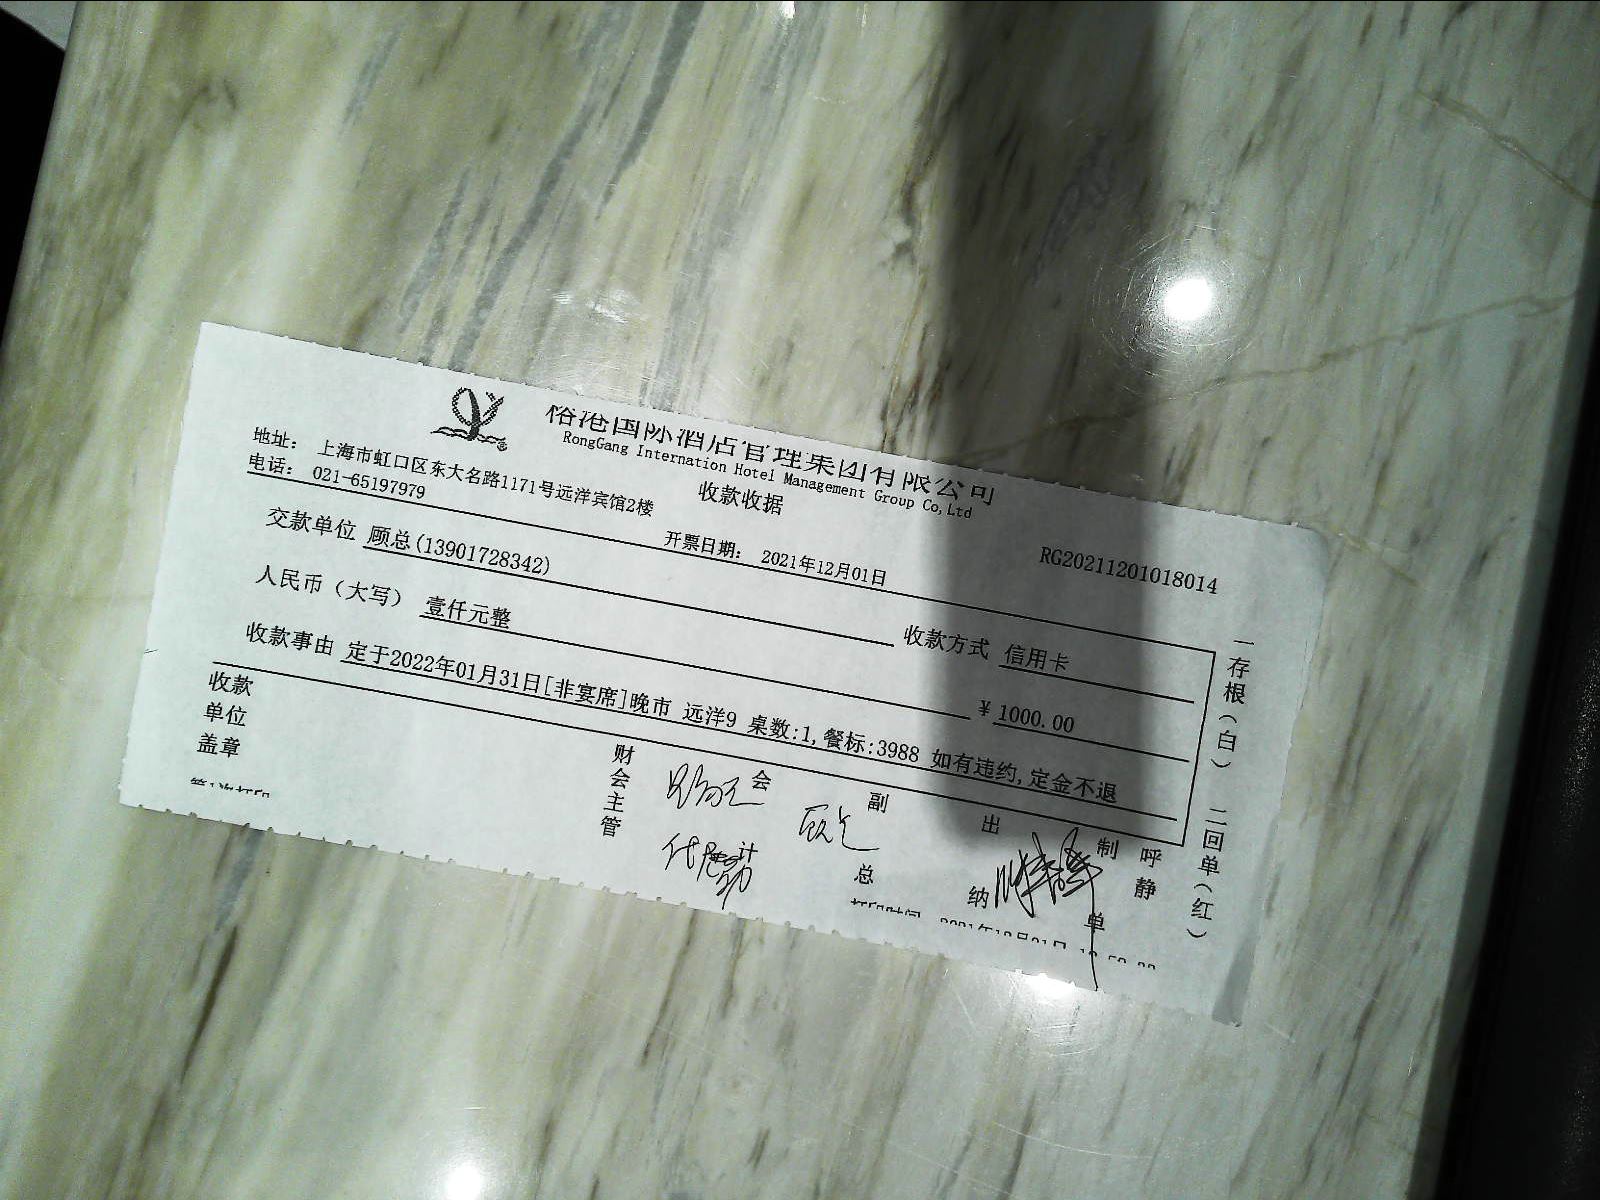 榕港国际酒店管理集团有限公司
RongGang Internation Hotel Management Group Co,Ltd
地址： 上海市虹口区东大名路1171号远洋宾馆2楼
电话： 021-65197979
收款收据
开票日期： 2021年12月01日
RG20211201018014
交款单位 顾总(13901728342)
收款方式 信用卡
人民币（大写） 壹仟元整
¥ 1000.00
收款事由 定于2022年01月31日[非宴席]晚市 远洋9 桌数:1,餐标:3988 如有违约,定金不退
收款单位盖章
财会主管
会计
副总
出纳
制单
呼静
一存根（白） 二回单（红）